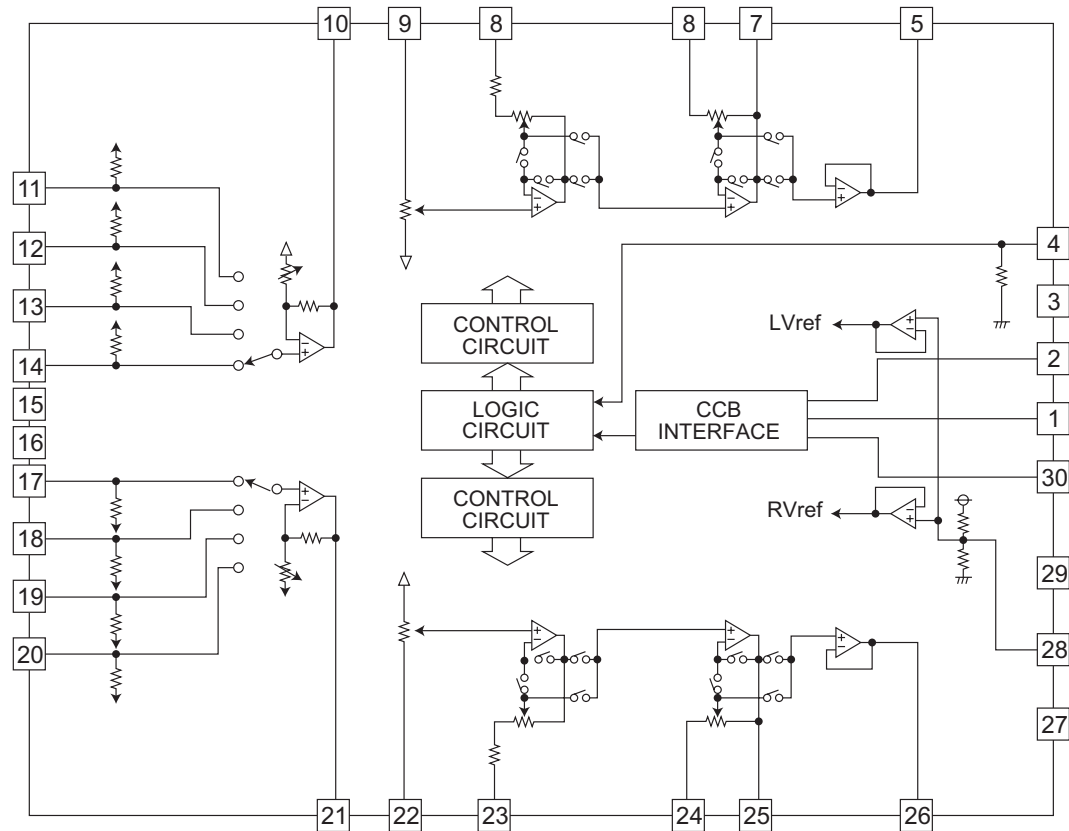 10 9 8 8 7 5
11
12
13
14
15
16
17
18
19
20
4
3
2
1
30
29
28
27
CONTROL
CIRCUIT
LOGIC
CIRCUIT
CONTROL
CIRCUIT
CCB
INTERFACE
LVref
RVref
21 22 23 24 25 26